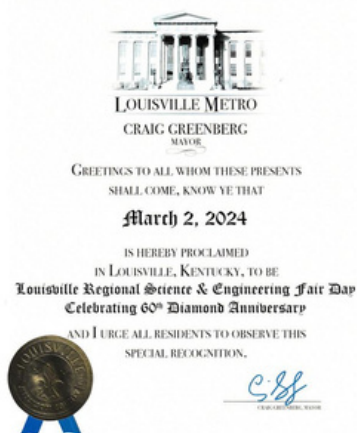 LOUISVILLE METRO
CRAIG GREENBERG
MAYOR
GREETINGS TO ALL WHOM THESE PRESENTS
SHALL COME, KNOW YE THAT
March 2, 2024
IS HEREBY PROCLAIMED
IN LOUISVILLE, KENTUCKY, TO BE
Louisville Regional Science & Engineering Fair Day
Celebrating 60th Diamond Anniversary
AND I URGE ALL RESIDENTS TO OBSERVE THIS
SPECIAL RECOGNITION.
LOUISVILLE
CRAIG GREENBERG, MAYOR